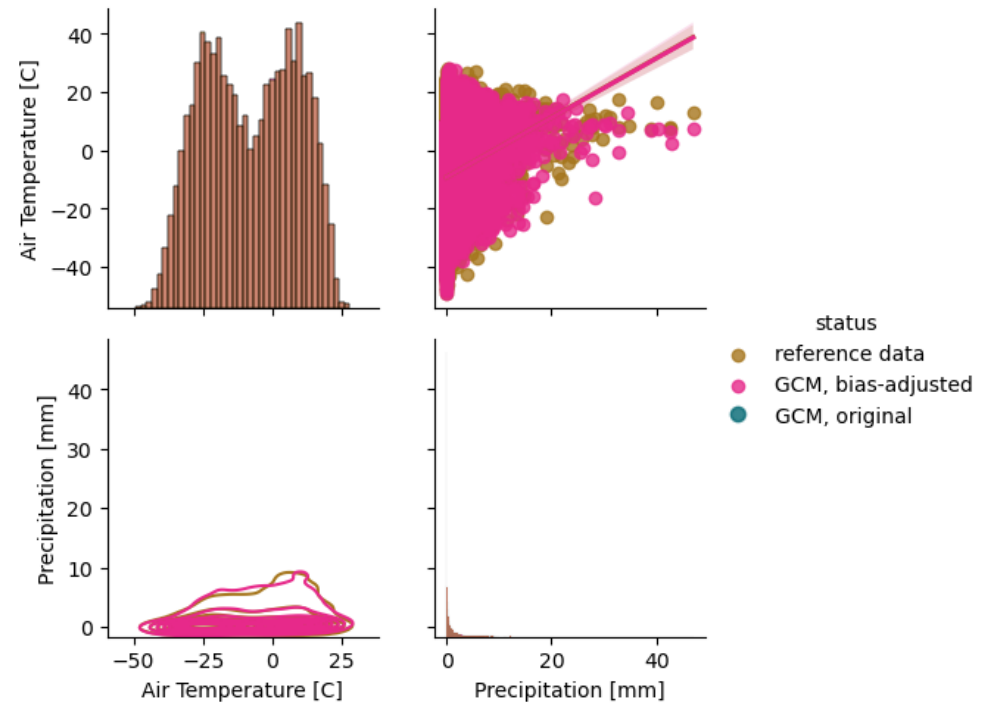 40
20
0
−20
−40
Air Temperature [C]
status
reference data
GCM, bias-adjusted
GCM, original
40
30
20
10
0
Precipitation [mm]
−50 −25 0 25
Air Temperature [C]
0 20 40
Precipitation [mm]